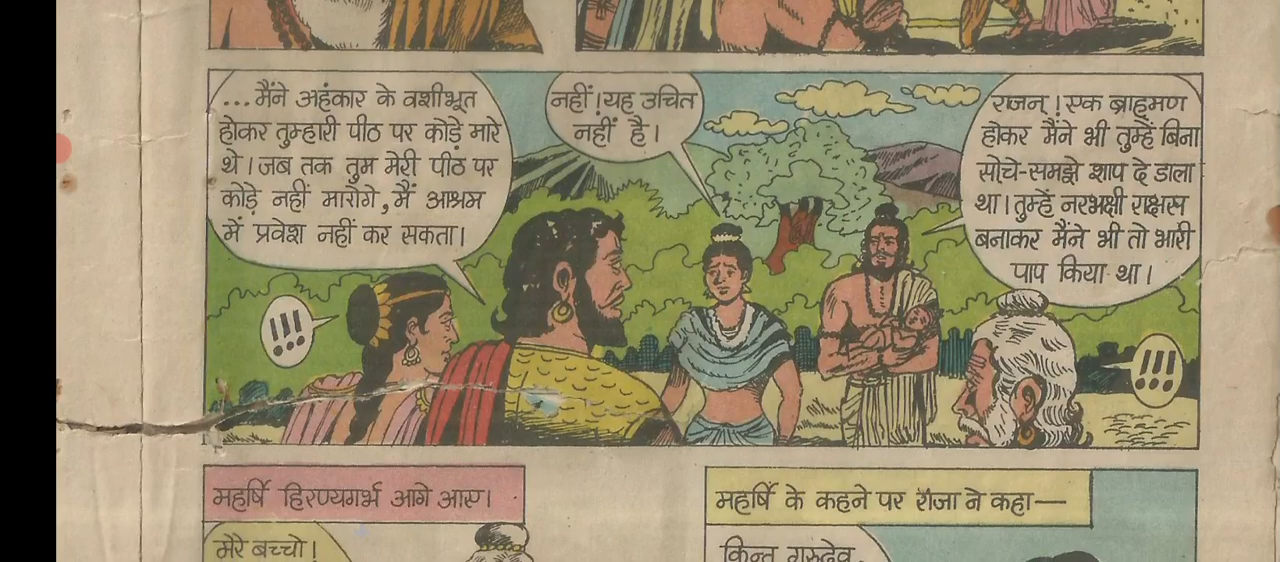 ...मैंने अहंकार के वशीभूत
होकर तुम्हारी पीठ पर कोड़े मारे
थे। जब तक तुम मेरी पीठ पर
कोड़े नहीं मारोगे, मैं आश्रम
में प्रवेश नहीं कर सकता।
नहीं! यह उचित
नहीं है।
राजन्! एक ब्राह्मण
होकर मैंने भी तुम्हें बिना
सोचे-समझे शाप दे डाला
था। तुम्हें नरभक्षी राक्षस
बनाकर मैंने भी तो भारी
पाप किया था।
!!!
!!!
महर्षि हिरण्यगर्भ आगे आए।
मेरे बच्चो!
महर्षि के कहने पर राजा ने कहा—
किन्तु गुरुदेव,